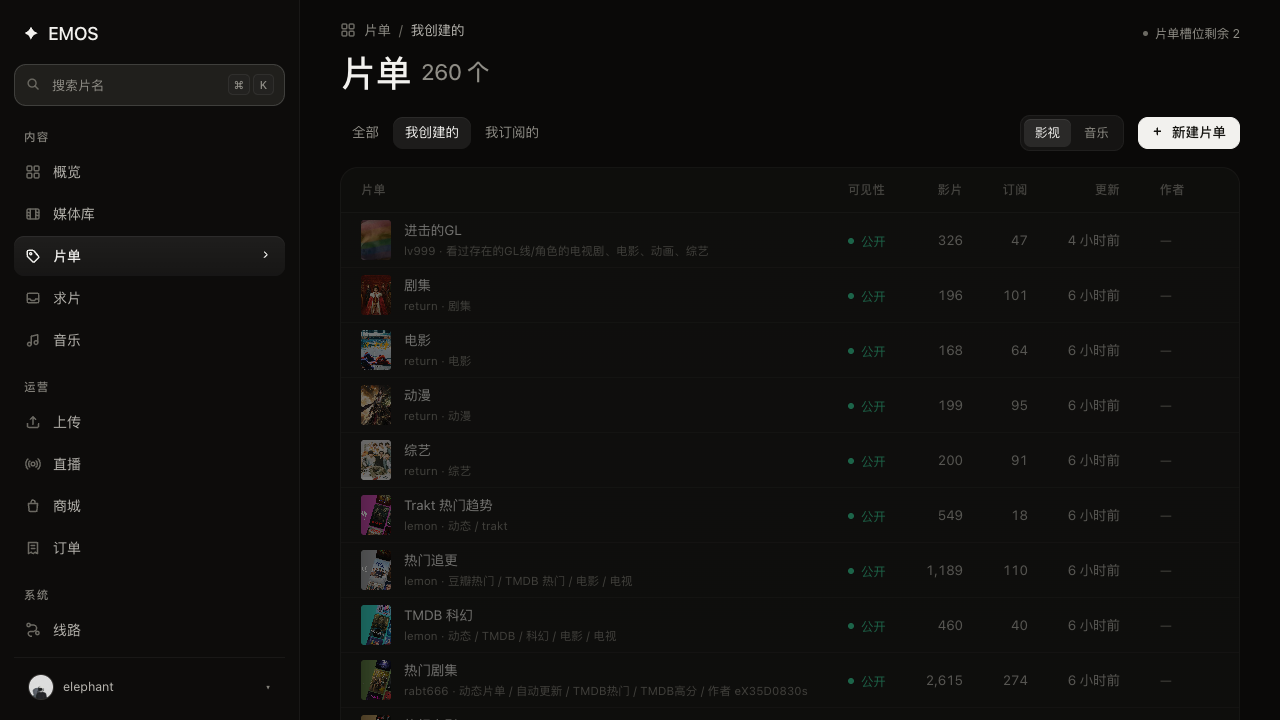 EMOS
搜索片名 ⌘ K
内容
概览
媒体库
片单
求片
音乐
运营
上传
直播
商城
订单
系统
线路
elephant
片单 / 我创建的
片单槽位剩余 2
片单 260 个
全部 我创建的 我订阅的
影视 音乐
+ 新建片单
片单 可见性 影片 订阅 更新 作者
进击的GL
lv999 · 看过存在的GL线/角色的电视剧、电影、动画、综艺
公开 326 47 4 小时前 —
剧集
return · 剧集
公开 196 101 6 小时前 —
电影
return · 电影
公开 168 64 6 小时前 —
动漫
return · 动漫
公开 199 95 6 小时前 —
综艺
return · 综艺
公开 200 91 6 小时前 —
Trakt 热门趋势
lemon · 动态 / trakt
公开 549 18 6 小时前 —
热门追更
lemon · 豆瓣热门 / TMDB 热门 / 电影 / 电视
公开 1,189 110 6 小时前 —
TMDB 科幻
lemon · 动态 / TMDB / 科幻 / 电影 / 电视
公开 460 40 6 小时前 —
热门剧集
rabt666 · 动态片单 / 自动更新 / TMDB热门 / TMDB高分 / 作者 eX35D0830s
公开 2,615 274 6 小时前 —